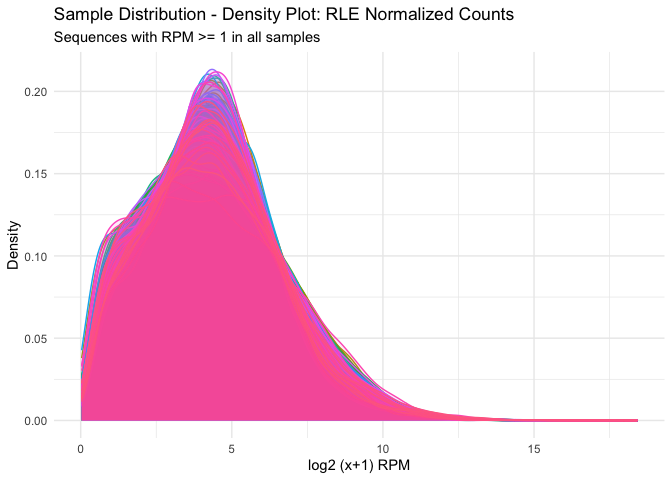 Sample Distribution - Density Plot: RLE Normalized Counts
Sequences with RPM >= 1 in all samples
0.20
0.15
0.10
0.05
0.00
Density
0
5
10
15
log2 (x+1) RPM